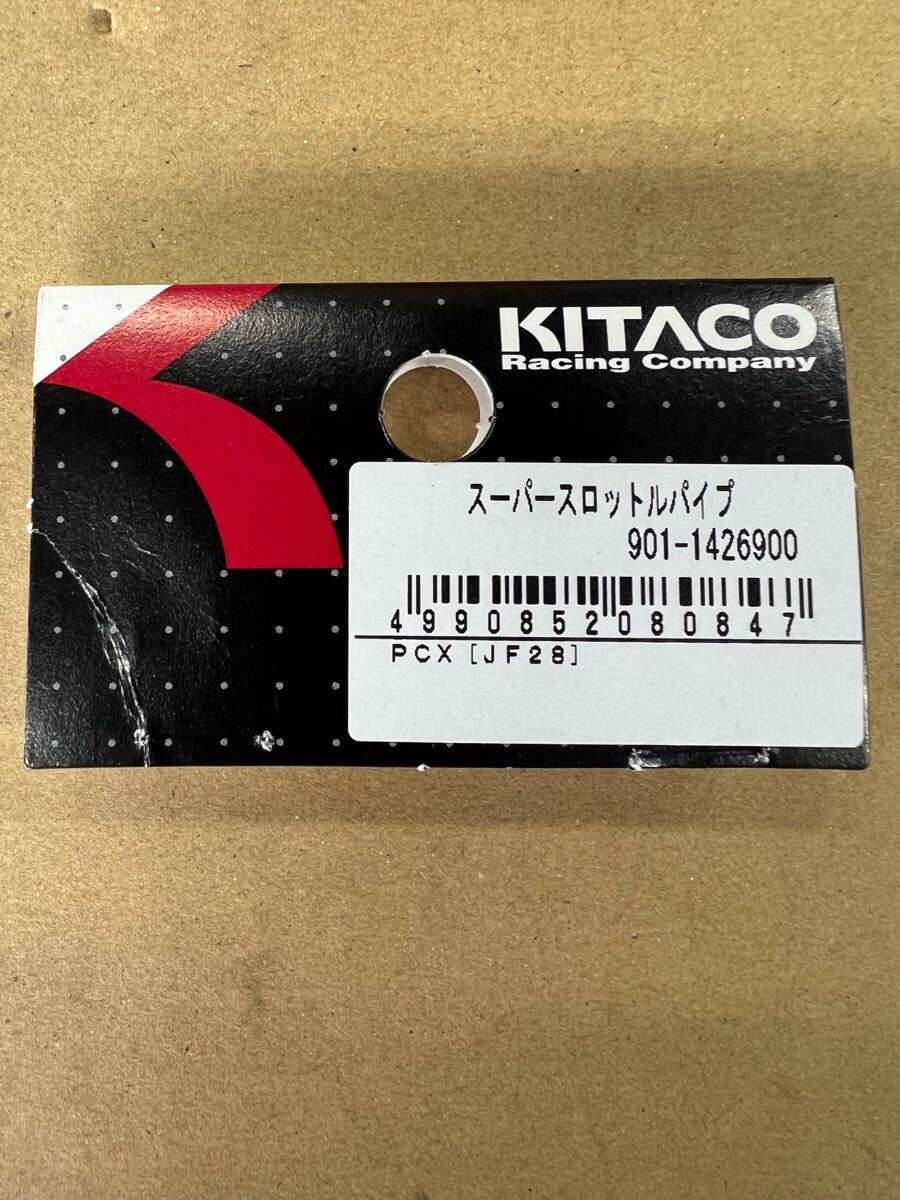 KITACO
Racing Company
スーパースロットルパイプ
901-1426900
4990852080847
PCX [JF28]